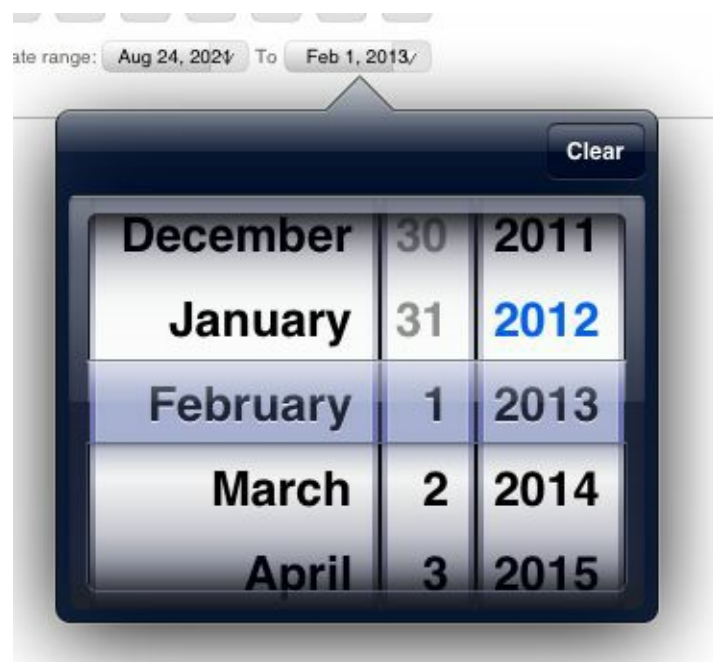 ate range: Aug 24, 2021 To Feb 1, 2013
Clear
December 30 2011
January 31 2012
February 1 2013
March 2 2014
April 3 2015